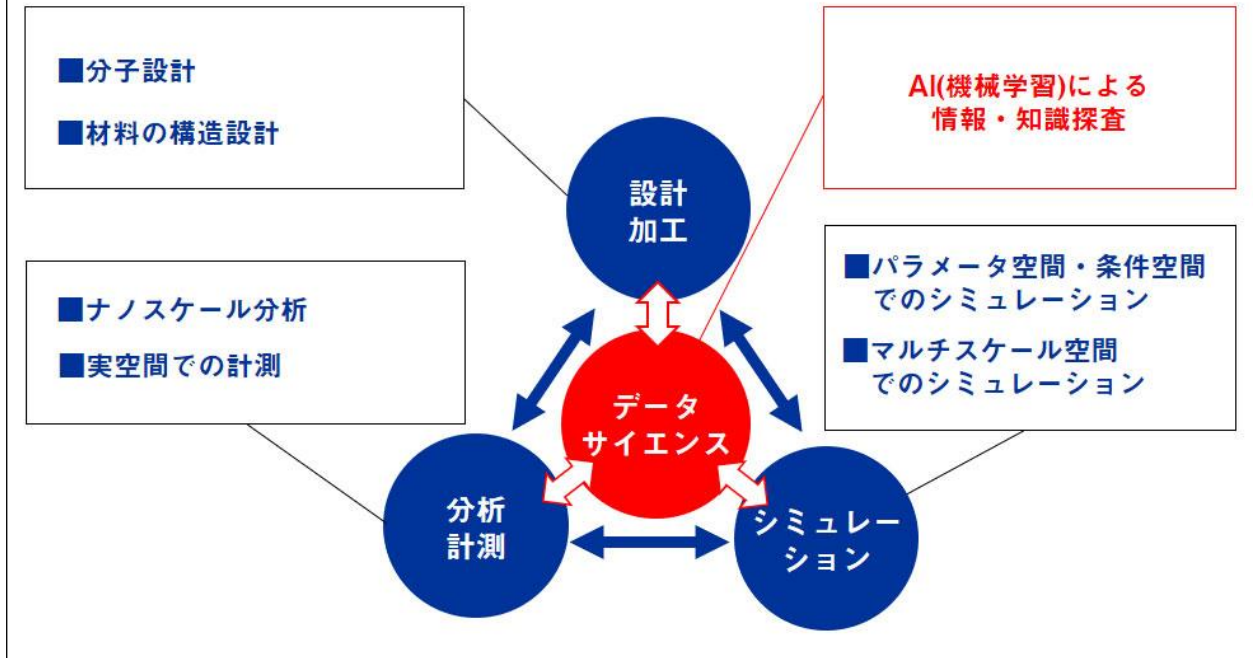 ■分子設計
■材料の構造設計
AI(機械学習)による
情報・知識探査
設計
加工
■パラメータ空間・条件空間
でのシミュレーション
■マルチスケール空間
でのシミュレーション
■ナノスケール分析
■実空間での計測
データ
サイエンス
分析
計測
シミュレー
ション